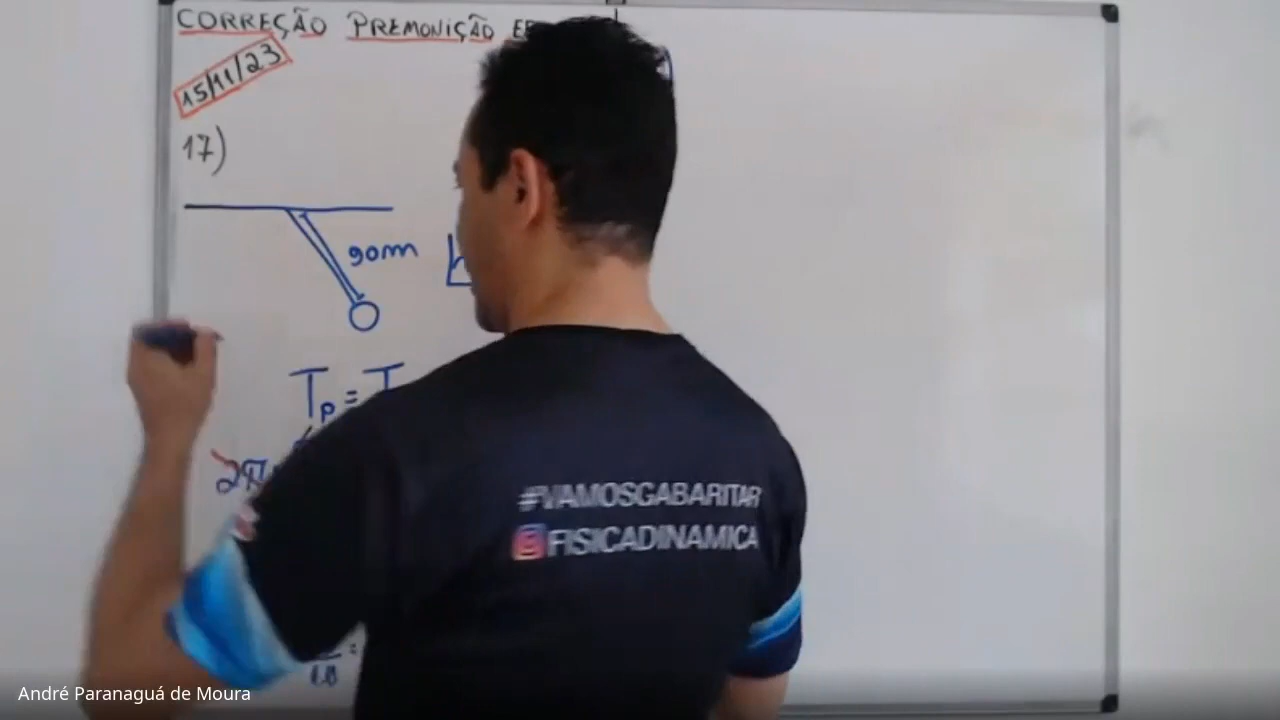 CORREÇÃO PREMONIÇÃO
15/11/23
17)
90m
Tp = T
2π
#VAMOSGABARITAR
FISICADINAMICA
André Paranaguá de Moura